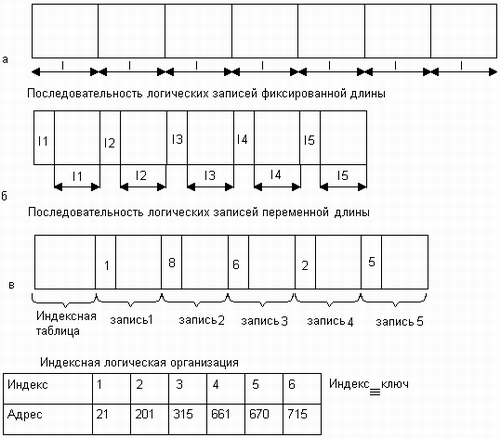 а
l l l l l l l
Последовательность логических записей фиксированной длины
l1 l2 l3 l4 l5
l1 l2 l3 l4 l5
б
Последовательность логических записей переменной длины
1 8 6 2 5
в
Индексная таблица запись1 запись2 запись 3 запись 4 запись 5
Индексная логическая организация
Индекс 1 2 3 4 5 6 Индекс≡ключ
Адрес 21 201 315 661 670 715